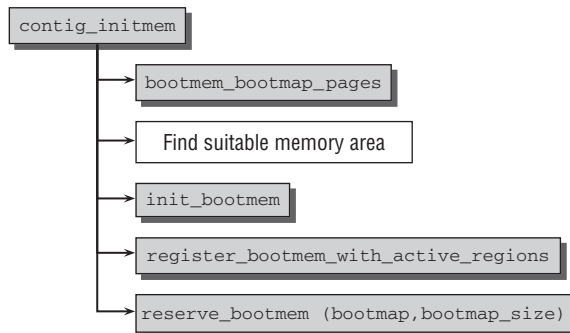 contig_initmem
bootmem_bootmap_pages
Find suitable memory area
init_bootmem
register_bootmem_with_active_regions
reserve_bootmem (bootmap,bootmap_size)